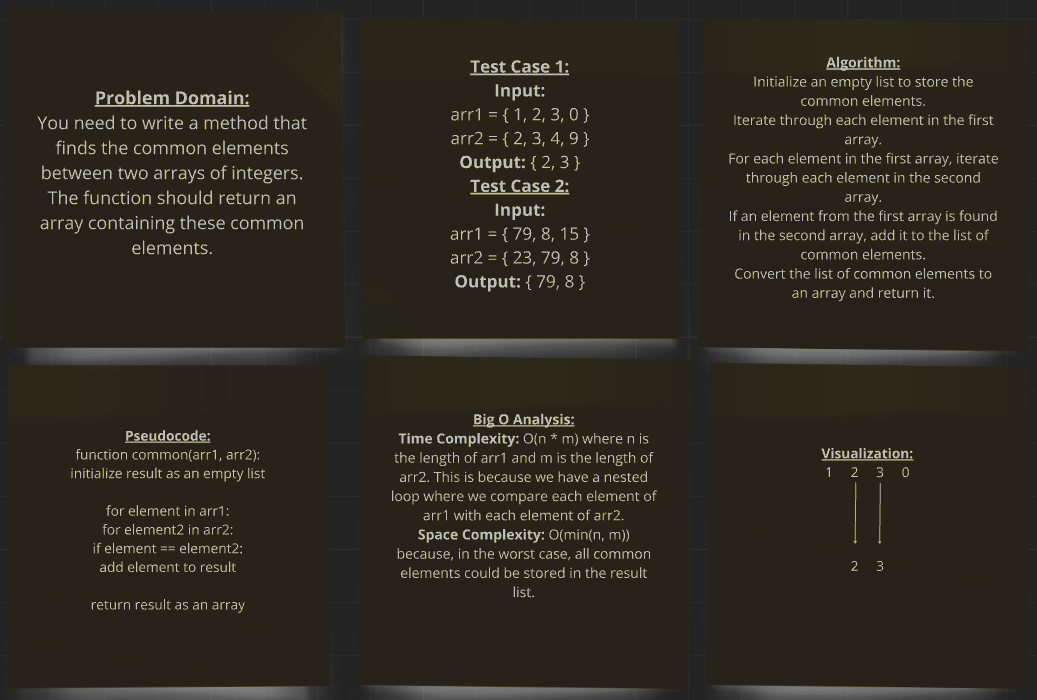 Problem Domain:
You need to write a method that
finds the common elements
between two arrays of integers.
The function should return an
array containing these common
elements.
Test Case 1:
Input:
arr1 = { 1, 2, 3, 0 }
arr2 = { 2, 3, 4, 9 }
Output: { 2, 3 }
Test Case 2:
Input:
arr1 = { 79, 8, 15 }
arr2 = { 23, 79, 8 }
Output: { 79, 8 }
Algorithm:
Initialize an empty list to store the
common elements.
Iterate through each element in the first
array.
For each element in the first array, iterate
through each element in the second
array.
If an element from the first array is found
in the second array, add it to the list of
common elements.
Convert the list of common elements to
an array and return it.
Pseudocode:
function common(arr1, arr2):
initialize result as an empty list
for element in arr1:
for element2 in arr2:
if element == element2:
add element to result
return result as an array
Big O Analysis:
Time Complexity: O(n * m) where n is
the length of arr1 and m is the length of
arr2. This is because we have a nested
loop where we compare each element of
arr1 with each element of arr2.
Space Complexity: O(min(n, m))
because, in the worst case, all common
elements could be stored in the result
list.
Visualization:
1 2 3 0
2 3